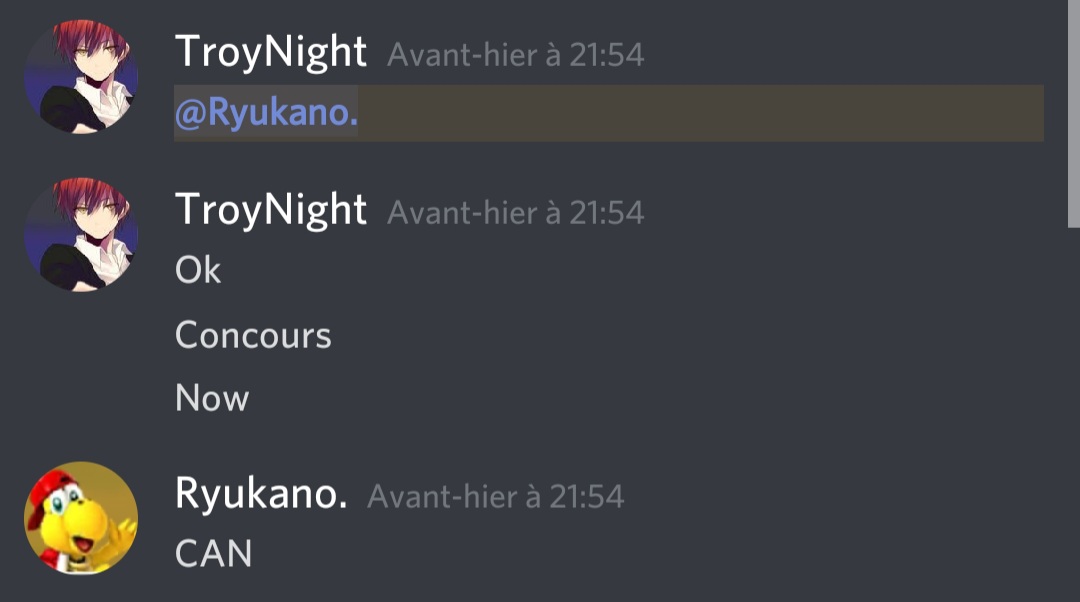 TroyNight Avant-hier à 21:54
@Ryukano.
TroyNight Avant-hier à 21:54
Ok
Concours
Now
Ryukano. Avant-hier à 21:54
CAN